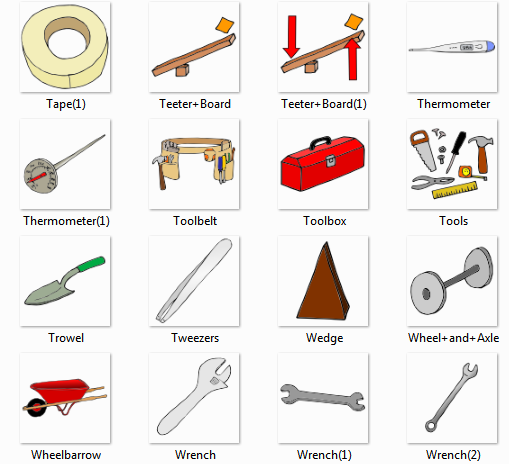 Tape(1)
Teeter+Board
Teeter+Board(1)
Thermometer
Thermometer(1)
Toolbelt
Toolbox
Tools
Trowel
Tweezers
Wedge
Wheel+and+Axle
Wheelbarrow
Wrench
Wrench(1)
Wrench(2)